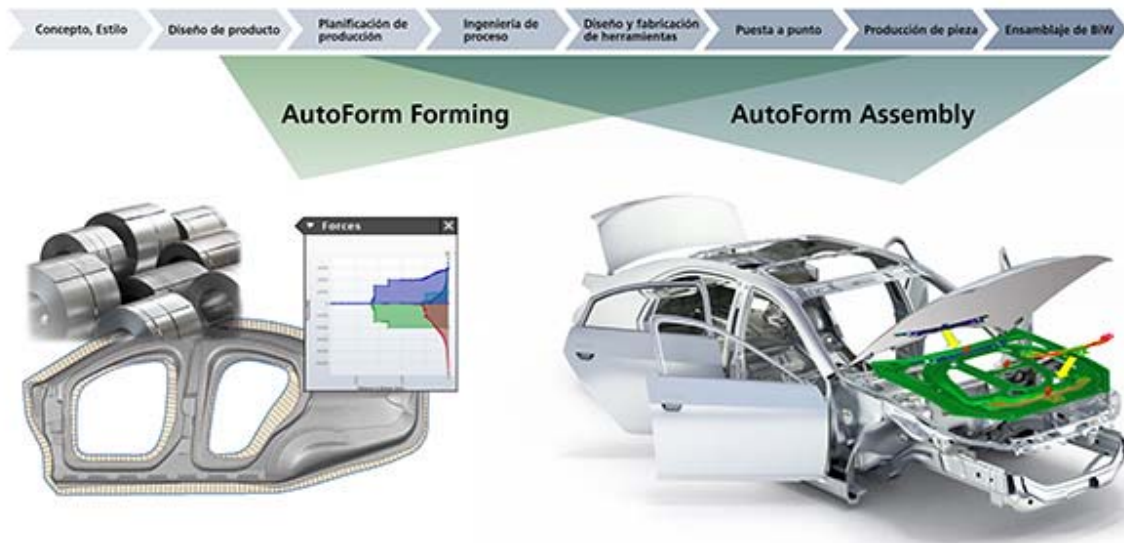 Concepto, Estilo
Diseño de producto
Planificación de
producción
Ingeniería de
proceso
Diseño y fabricación
de herramientas
Puesta a punto
Producción de pieza
Ensamblaje de BiW
AutoForm Forming
AutoForm Assembly
Forces